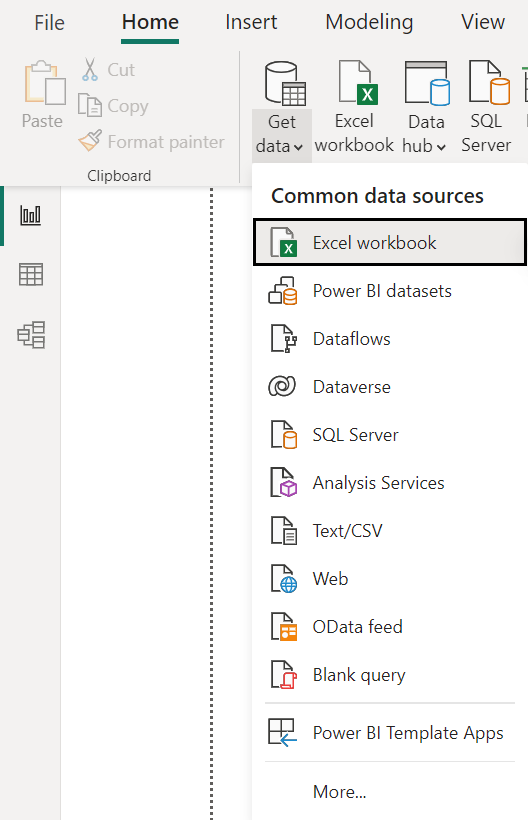 File Home Insert Modeling View
Paste
Cut
Copy
Format painter
Clipboard
Get
data
Excel
workbook
Data
hub
SQL
Server
Common data sources
Excel workbook
Power BI datasets
Dataflows
Dataverse
SQL Server
Analysis Services
Text/CSV
Web
OData feed
Blank query
Power BI Template Apps
More...